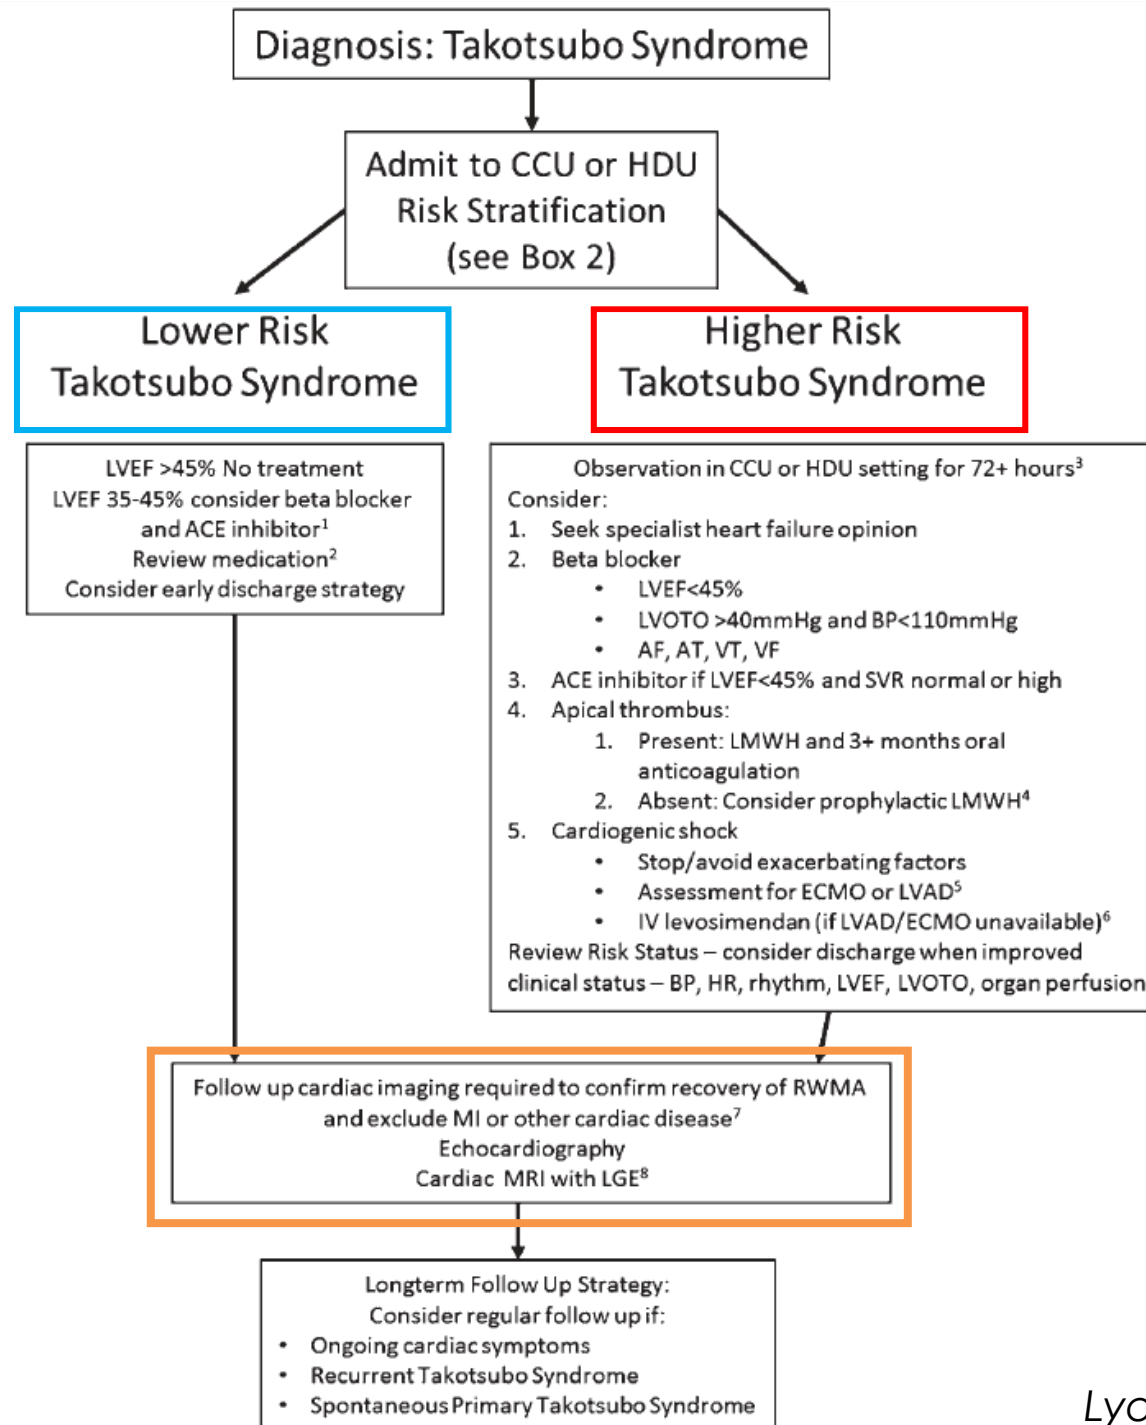 Diagnosis: Takotsubo Syndrome
Admit to CCU or HDU
Risk Stratification
(see Box 2)
Lower Risk
Takotsubo Syndrome
LVEF >45% No treatment
LVEF 35-45% consider beta blocker
and ACE inhibitor¹
Review medication²
Consider early discharge strategy
Higher Risk
Takotsubo Syndrome
Observation in CCU or HDU setting for 72+ hours³
Consider:
1. Seek specialist heart failure opinion
2. Beta blocker
• LVEF<45%
• LVOTO >40mmHg and BP<110mmHg
• AF, AT, VT, VF
3. ACE inhibitor if LVEF<45% and SVR normal or high
4. Apical thrombus:
1. Present: LMWH and 3+ months oral
anticoagulation
2. Absent: Consider prophylactic LMWH⁴
5. Cardiogenic shock
• Stop/avoid exacerbating factors
• Assessment for ECMO or LVAD⁵
• IV levosimendan (if LVAD/ECMO unavailable)⁶
Review Risk Status – consider discharge when improved
clinical status – BP, HR, rhythm, LVEF, LVOTO, organ perfusion
Follow up cardiac imaging required to confirm recovery of RWMA
and exclude MI or other cardiac disease⁷
Echocardiography
Cardiac MRI with LGE⁸
Longterm Follow Up Strategy:
Consider regular follow up if:
• Ongoing cardiac symptoms
• Recurrent Takotsubo Syndrome
• Spontaneous Primary Takotsubo Syndrome